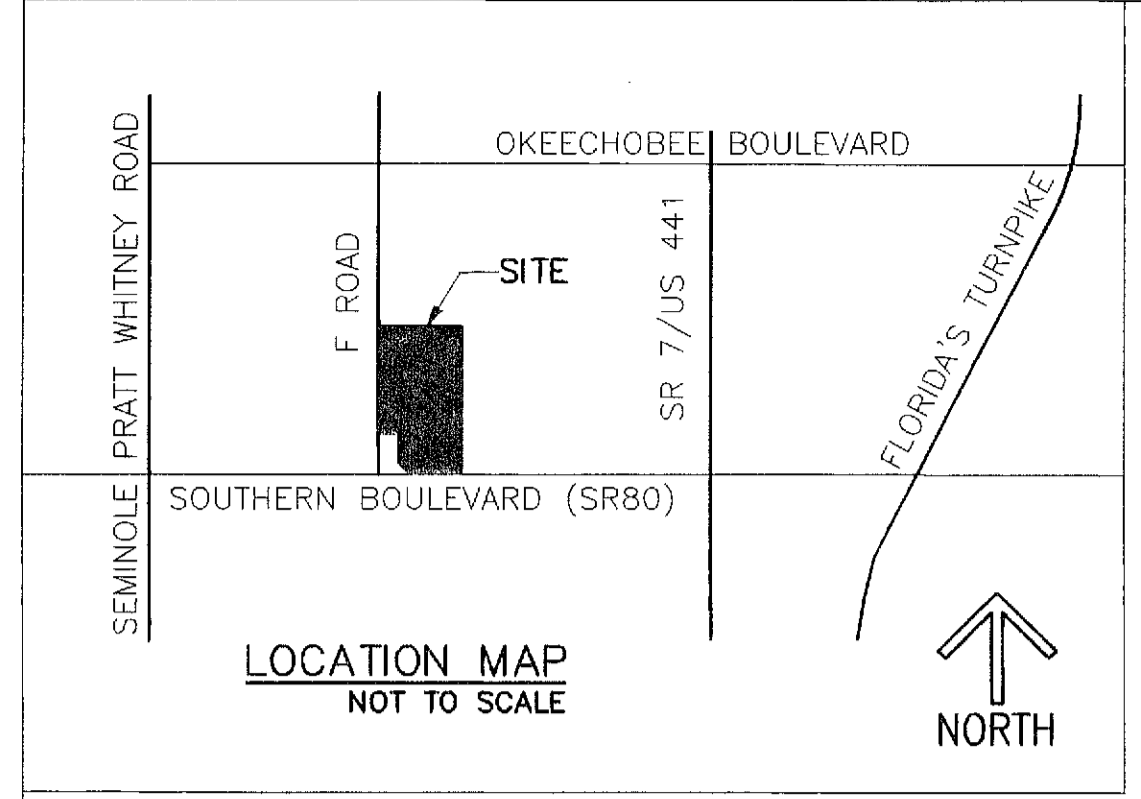 OKEECHOBEE BOULEVARD
SEMINOLE PRATT WHITNEY ROAD
F ROAD
SITE
SR 7/US 441
FLORIDA'S TURNPIKE
SOUTHERN BOULEVARD (SR80)
LOCATION MAP
NOT TO SCALE
NORTH